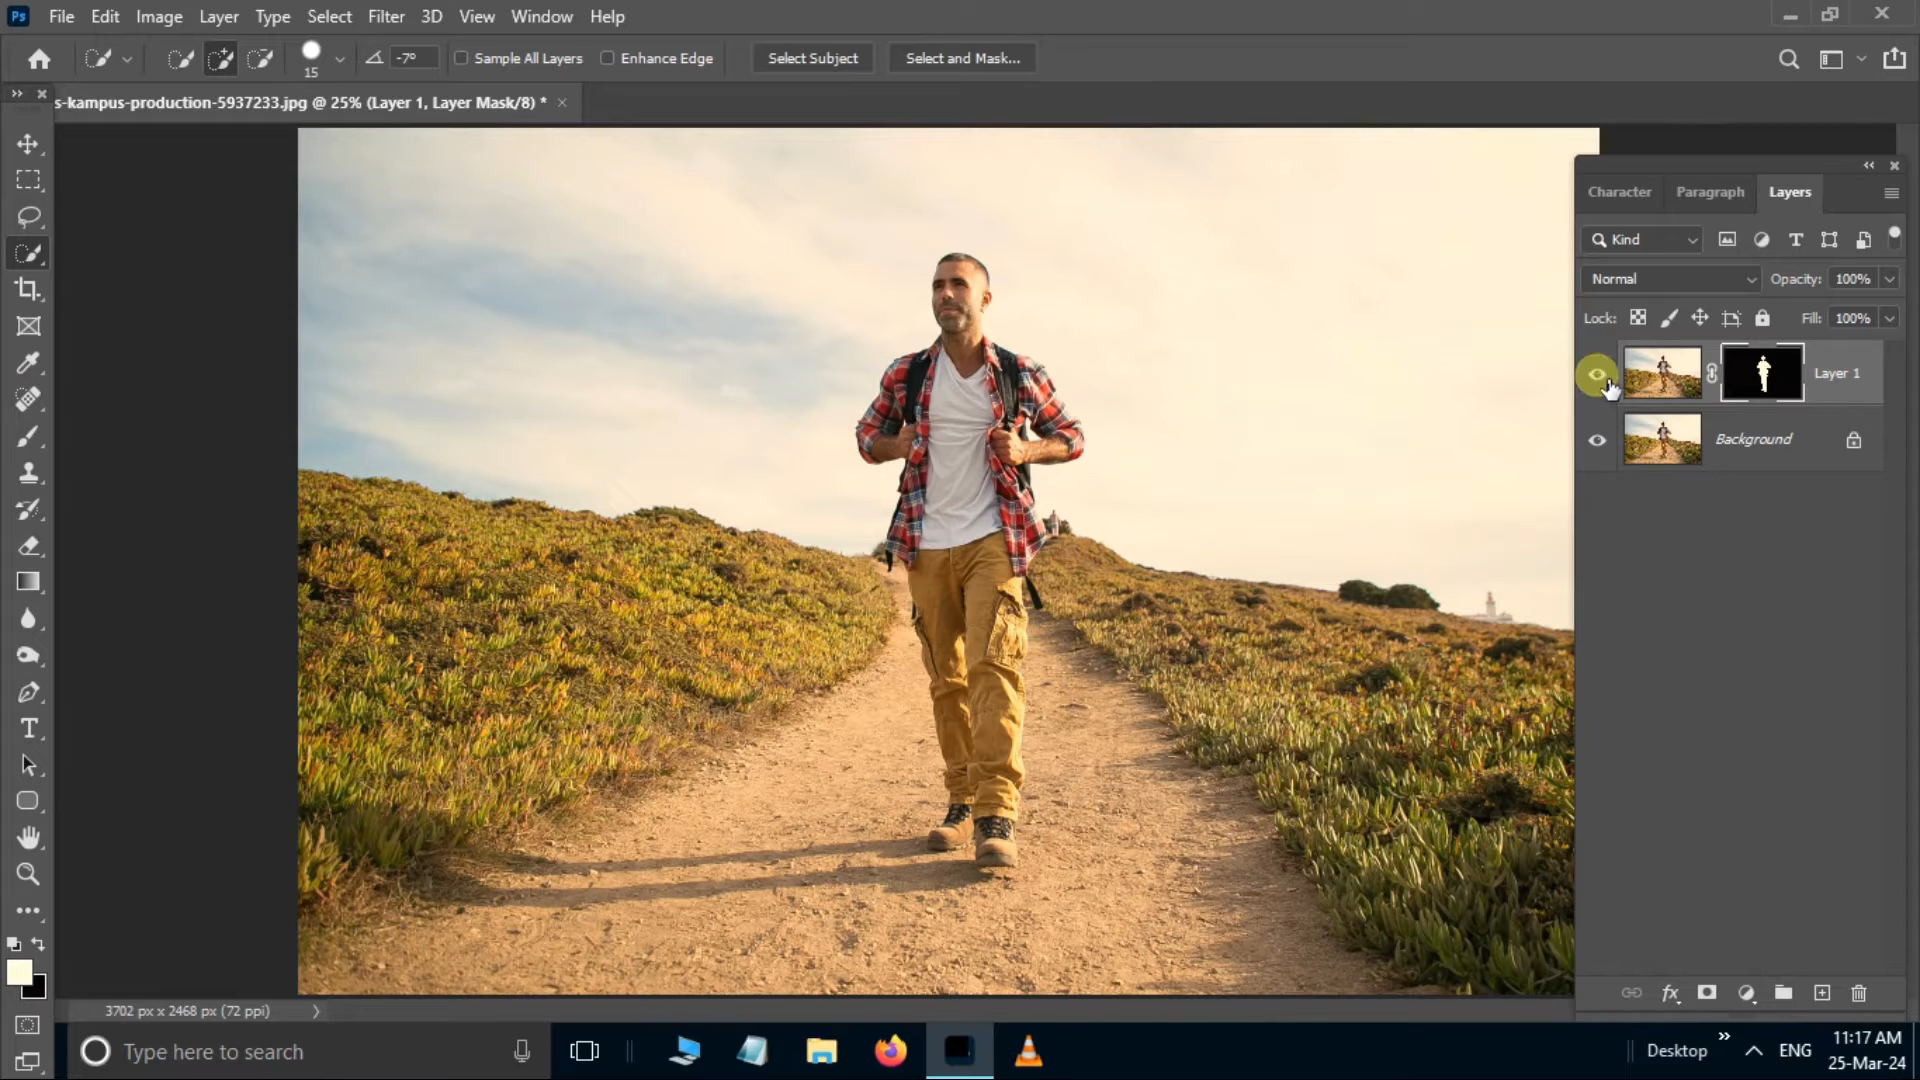 Ps File Edit Image Layer Type Select Filter 3D View Window Help
15 -7° Sample All Layers Enhance Edge Select Subject Select and Mask...
s-kampus-production-5937233.jpg @ 25% (Layer 1, Layer Mask/8) * ×
Character Paragraph Layers
Kind
Normal Opacity: 100%
Lock: Fill: 100%
Layer 1
Background
fx
3702 px x 2468 px (72 ppi)
Type here to search
Desktop ENG 11:17 AM
25-Mar-24